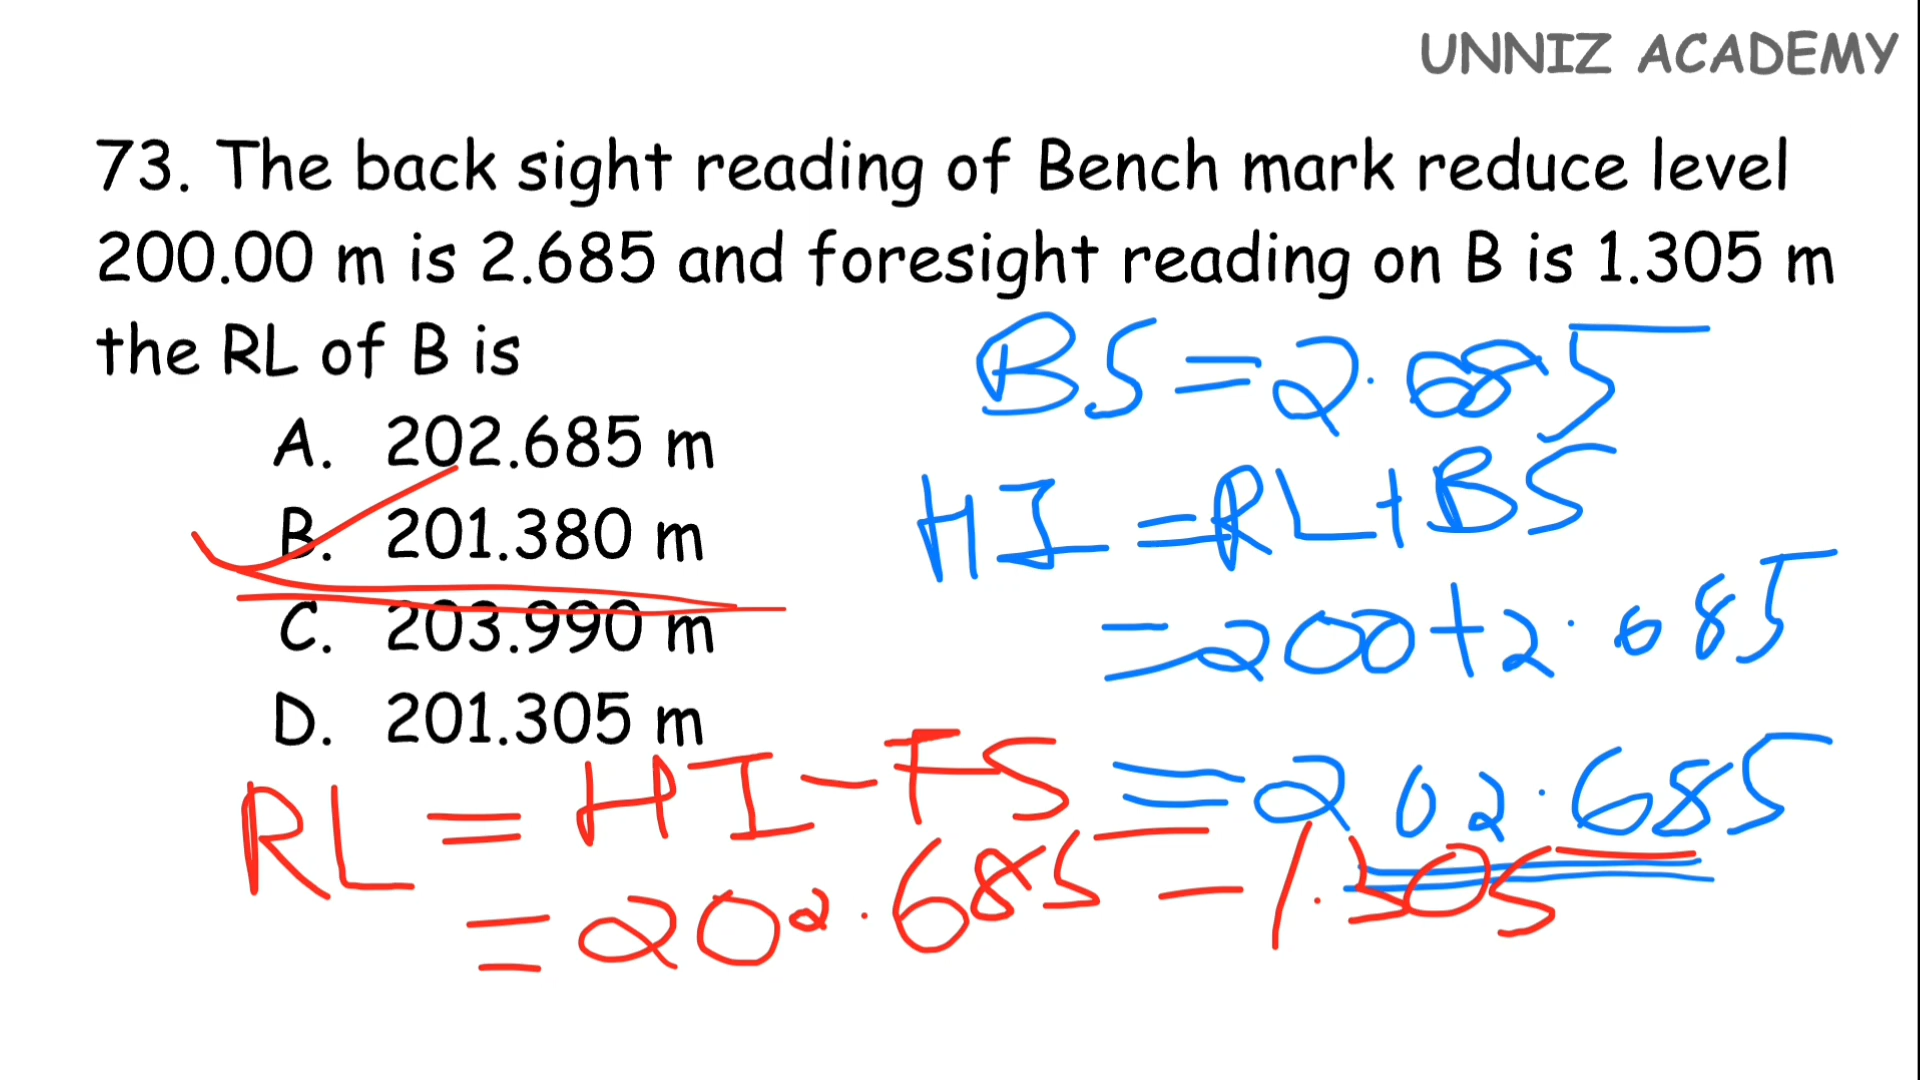 UNNIZ ACADEMY
73. The back sight reading of Bench mark reduce level
200.00 m is 2.685 and foresight reading on B is 1.305 m
the RL of B is
A. 202.685 m
B. 201.380 m
C. 203.990 m
D. 201.305 m
BS = 2.685
HI = RL + BS
= 200 + 2.685
= 202.685
RL = HI - FS
= 202.685 - 1.305
=